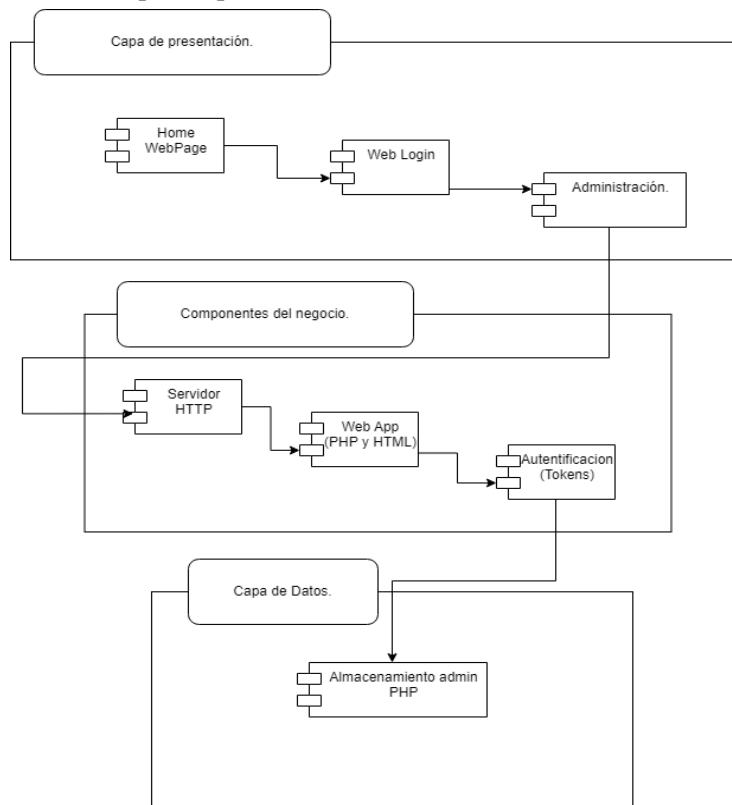 Capa de presentación.
Home
WebPage
Web Login
Administración.
Componentes del negocio.
Servidor
HTTP
Web App
(PHP y HTML)
Autentificacion
(Tokens)
Capa de Datos.
Almacenamiento admin
PHP